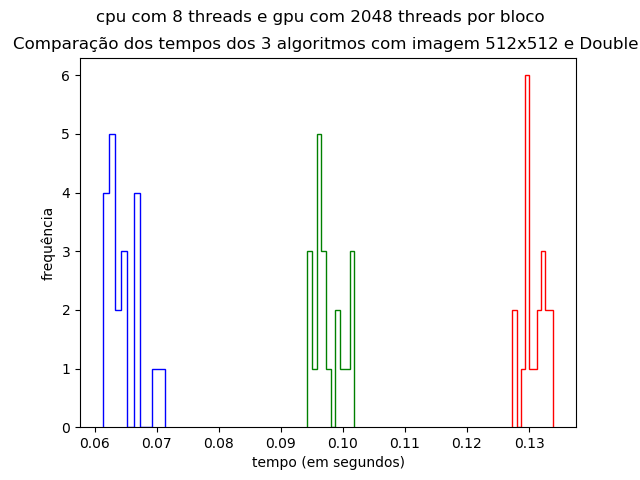 cpu com 8 threads e gpu com 2048 threads por bloco
Comparação dos tempos dos 3 algoritmos com imagem 512x512 e Double
6
5
4
3
2
1
0
frequência
0.06 0.07 0.08 0.09 0.10 0.11 0.12 0.13
tempo (em segundos)